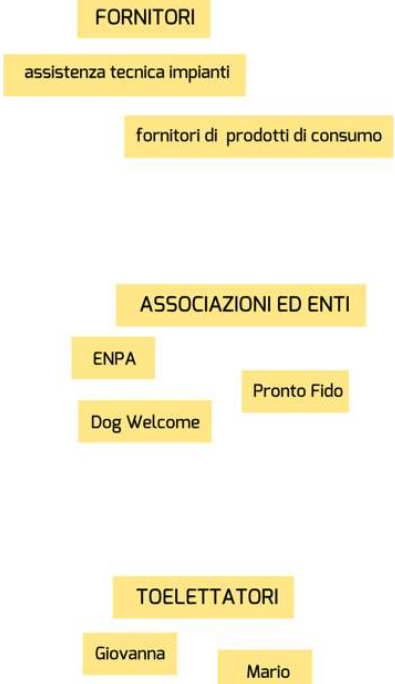 FORNITORI
assistenza tecnica impianti
fornitori di prodotti di consumo
ASSOCIAZIONI ED ENTI
ENPA
Pronto Fido
Dog Welcome
TOELETTATORI
Giovanna
Mario